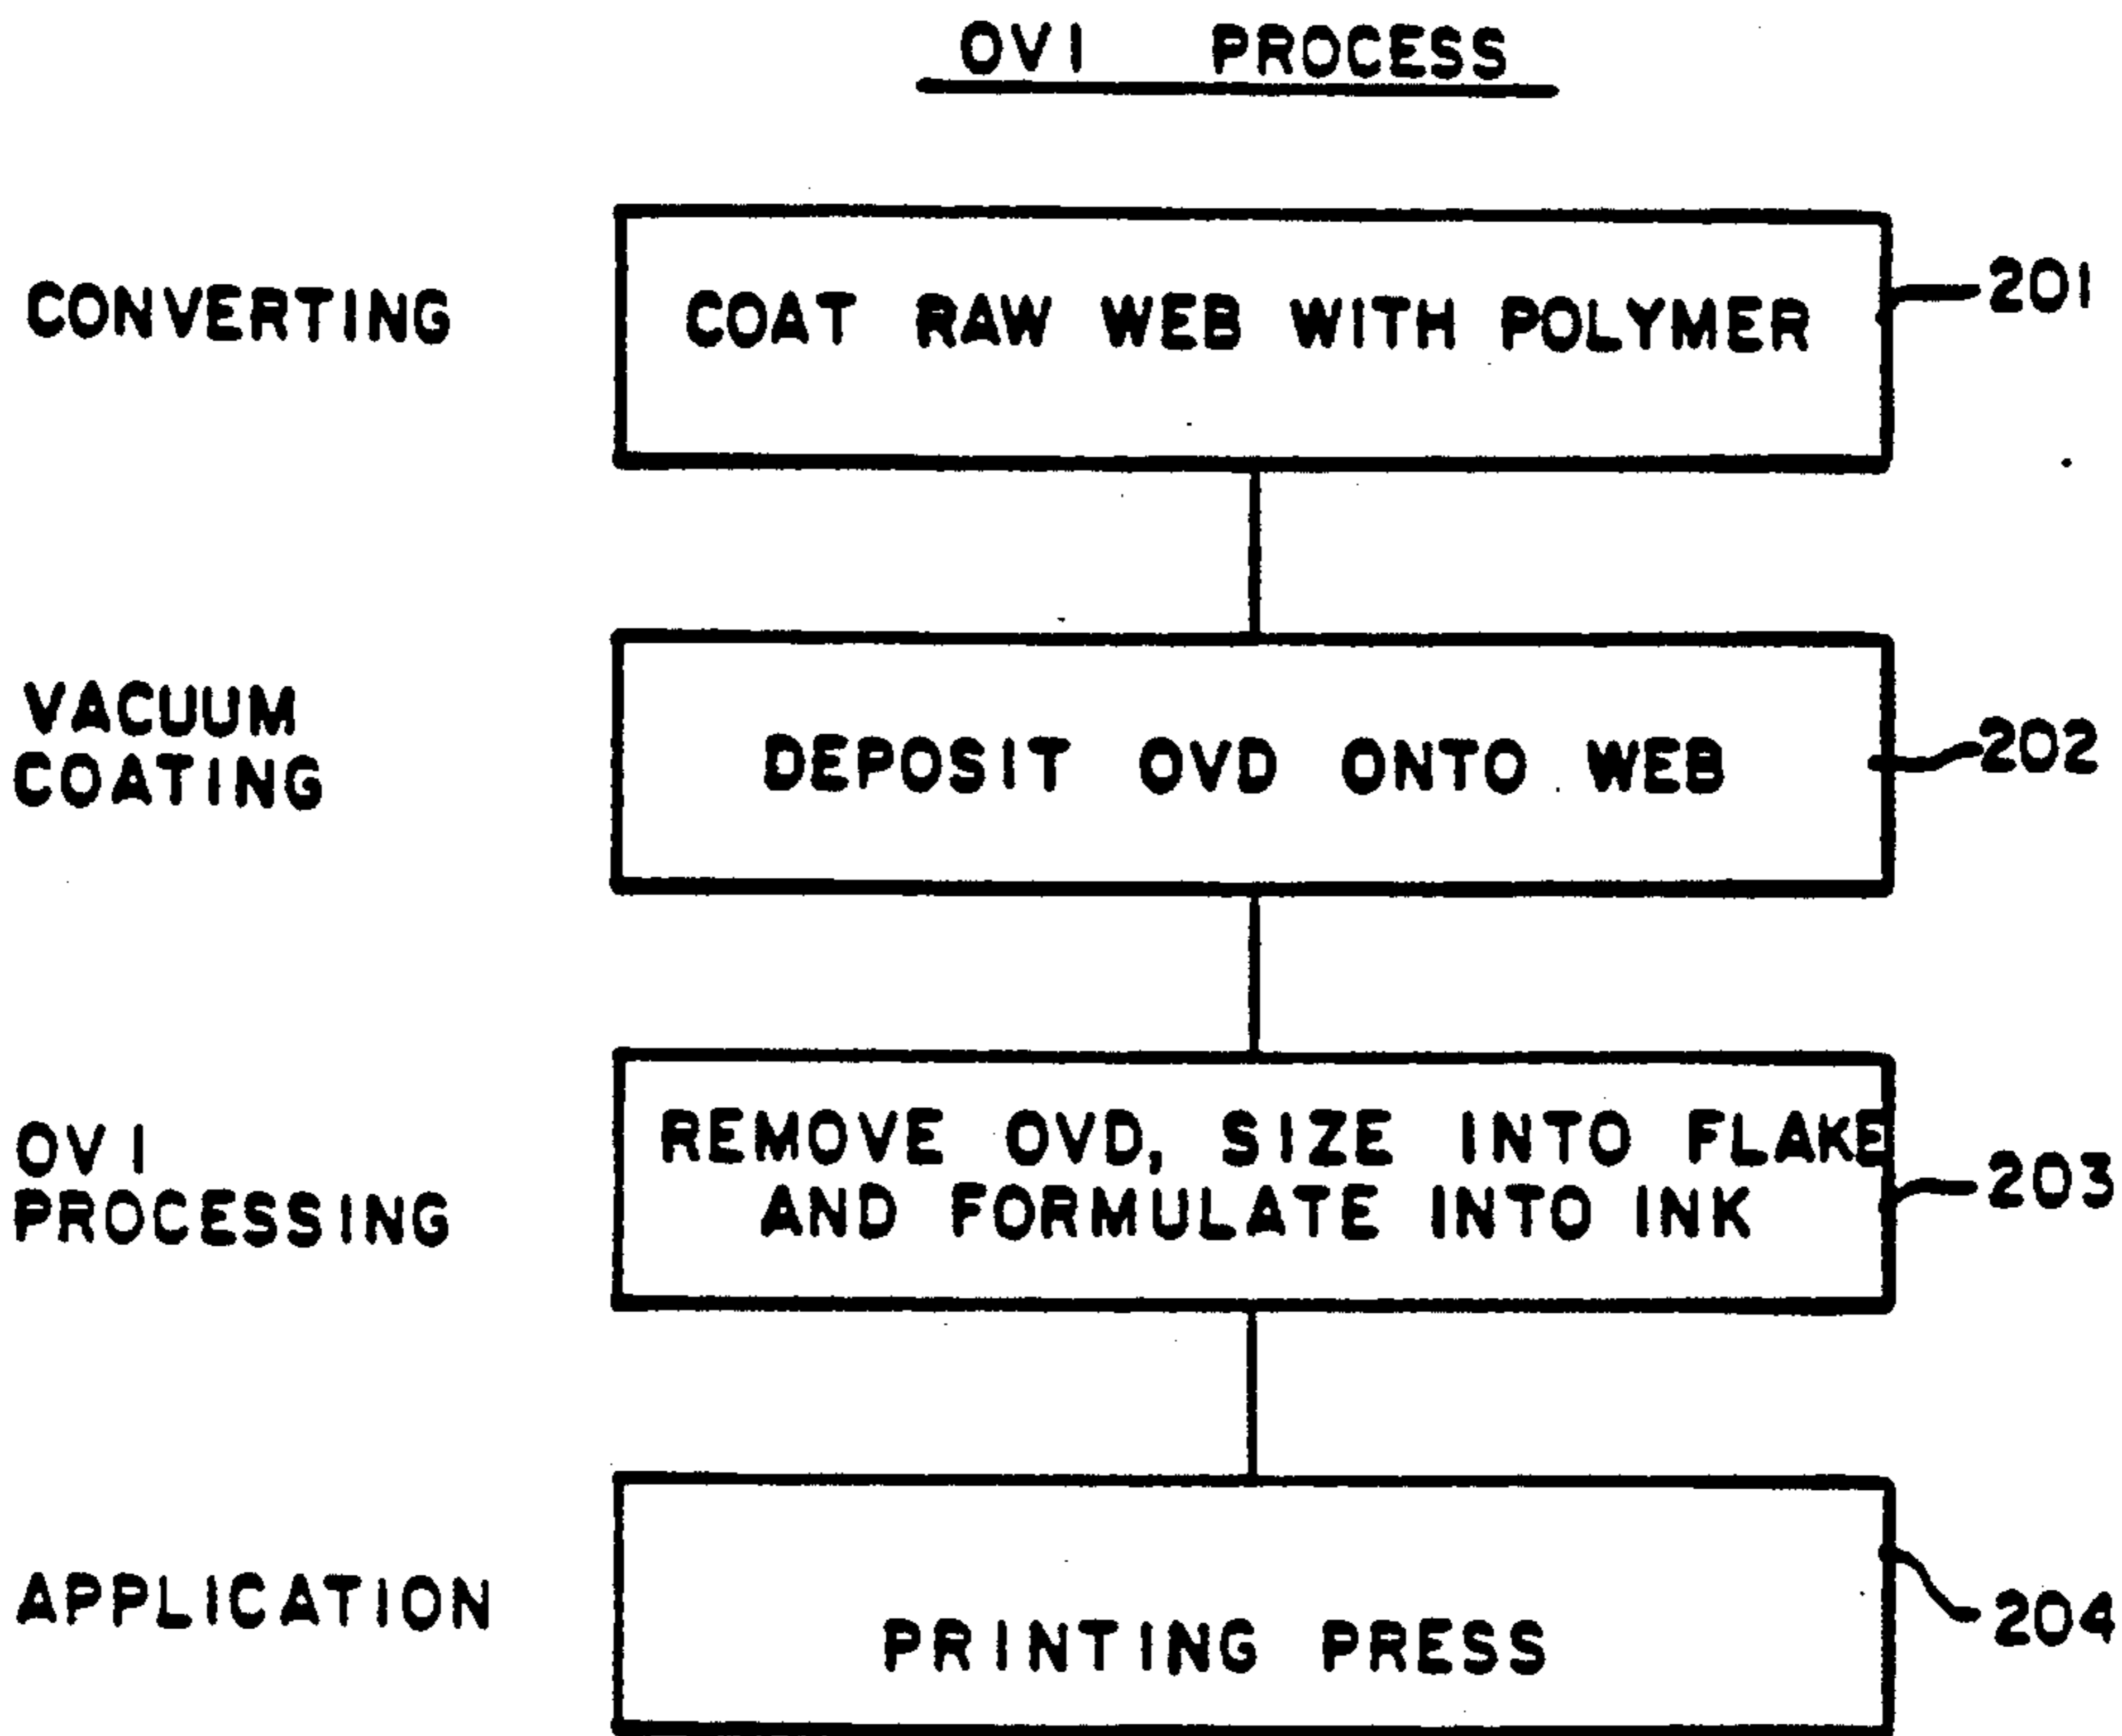 OVI PROCESS
CONVERTING
COAT RAW WEB WITH POLYMER
201
VACUUM
COATING
DEPOSIT OVD ONTO WEB
202
OVI
PROCESSING
REMOVE OVD, SIZE INTO FLAKE
AND FORMULATE INTO INK
203
APPLICATION
PRINTING PRESS
204